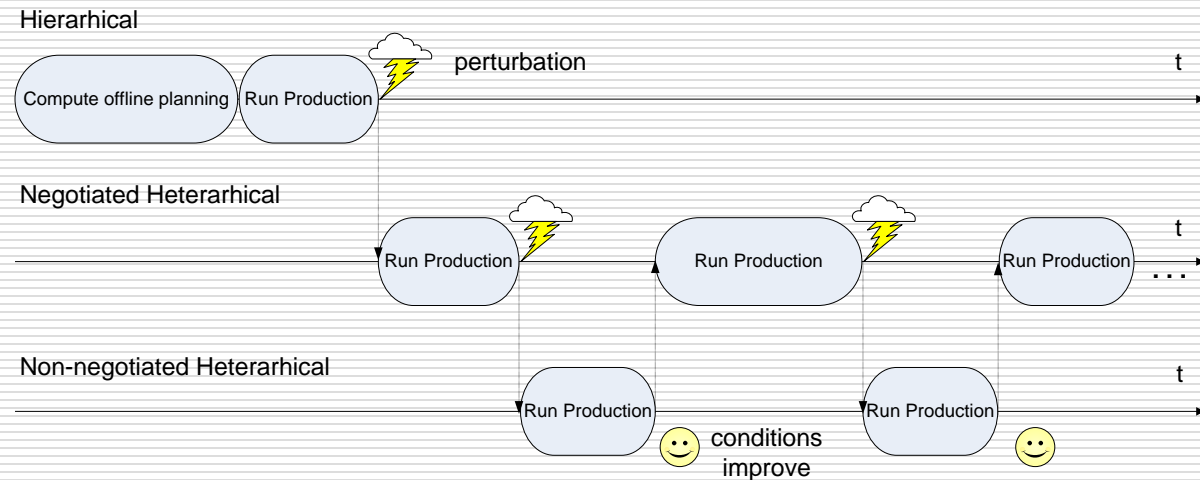 Hierarhical
perturbation
t
Compute offline planning
Run Production
Negotiated Heterarhical
t
Run Production
Run Production
Run Production
...
Non-negotiated Heterarhical
t
Run Production
Run Production
conditions
improve